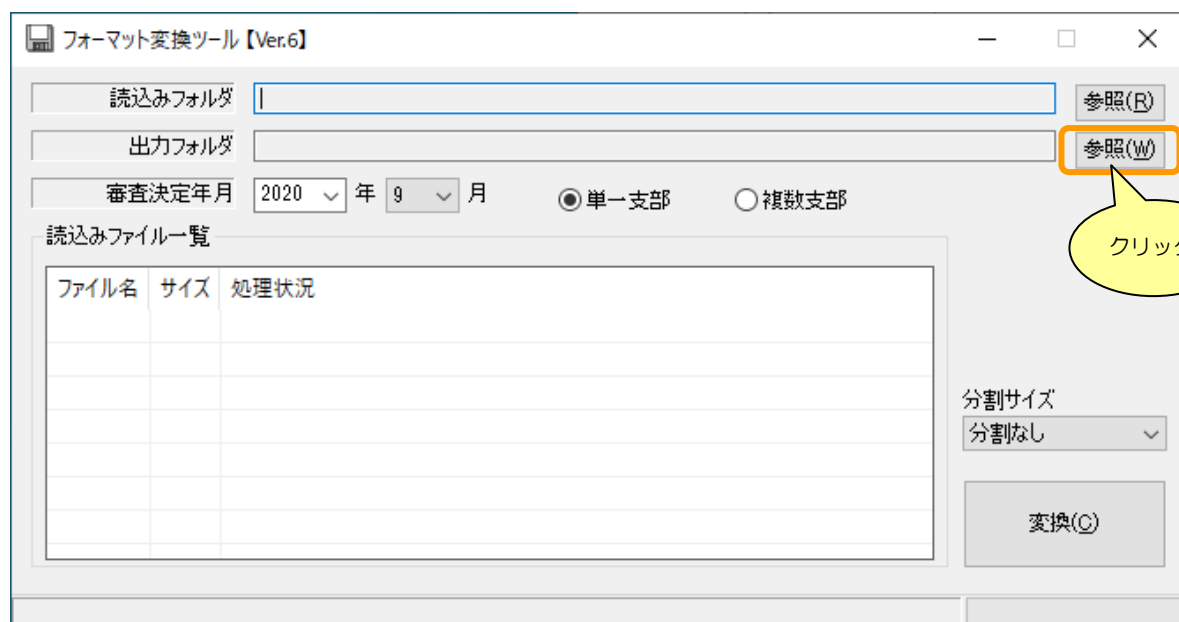 フォーマット変換ツール【Ver.6】
読込みフォルダ
参照(R)
出力フォルダ
参照(W)
審査決定年月 2020 年 9 月 単一支部 複数支部
クリック
読込みファイル一覧
ファイル名 サイズ 処理状況
分割サイズ
分割なし
変換(C)